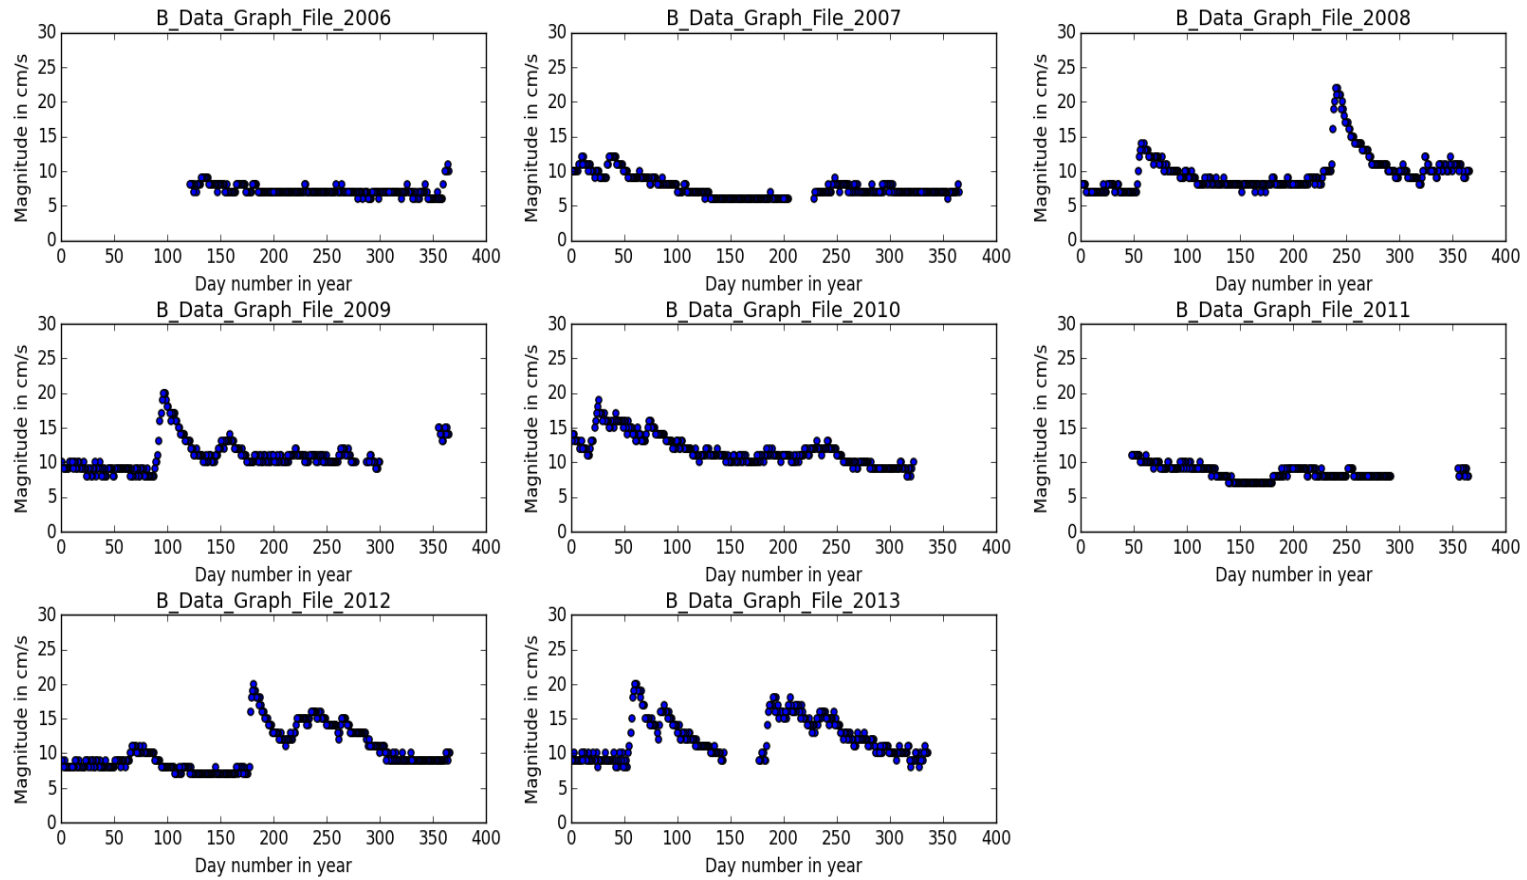 B_Data_Graph_File_2006
B_Data_Graph_File_2007
B_Data_Graph_File_2008
Magnitude in cm/s
30
25
20
15
10
5
0
0 50 100 150 200 250 300 350 400
Day number in year
Magnitude in cm/s
30
25
20
15
10
5
0
0 50 100 150 200 250 300 350 400
Day number in year
Magnitude in cm/s
30
25
20
15
10
5
0
0 50 100 150 200 250 300 350 400
Day number in year
B_Data_Graph_File_2009
B_Data_Graph_File_2010
B_Data_Graph_File_2011
Magnitude in cm/s
30
25
20
15
10
5
0
0 50 100 150 200 250 300 350 400
Day number in year
Magnitude in cm/s
30
25
20
15
10
5
0
0 50 100 150 200 250 300 350 400
Day number in year
Magnitude in cm/s
30
25
20
15
10
5
0
0 50 100 150 200 250 300 350 400
Day number in year
B_Data_Graph_File_2012
B_Data_Graph_File_2013
Magnitude in cm/s
30
25
20
15
10
5
0
0 50 100 150 200 250 300 350 400
Day number in year
Magnitude in cm/s
30
25
20
15
10
5
0
0 50 100 150 200 250 300 350 400
Day number in year